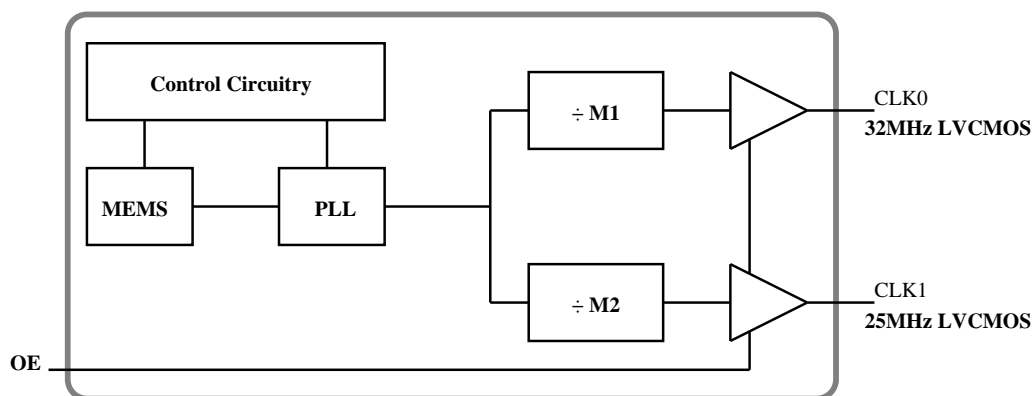 Control Circuitry
MEMS
PLL
÷ M1
÷ M2
CLK0
32MHz LVCMOS
CLK1
25MHz LVCMOS
OE